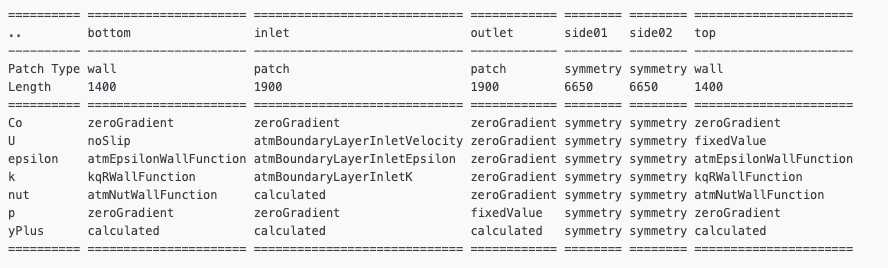 ========== ====================== ============================= ============ ======== ======== ======================
..         bottom                 inlet                         outlet       side01   side02   top
---------- ---------------------- ----------------------------- ------------ -------- -------- ----------------------
Patch Type wall                   patch                         patch        symmetry symmetry wall
Length     1400                   1900                          1900         6650     6650     1400
========== ====================== ============================= ============ ======== ======== ======================
Co         zeroGradient           zeroGradient                  zeroGradient symmetry symmetry zeroGradient
U          noSlip                 atmBoundaryLayerInletVelocity zeroGradient symmetry symmetry fixedValue
epsilon    atmEpsilonWallFunction atmBoundaryLayerInletEpsilon  zeroGradient symmetry symmetry atmEpsilonWallFunction
k          kqRWallFunction        atmBoundaryLayerInletK        zeroGradient symmetry symmetry kqRWallFunction
nut        atmNutWallFunction     calculated                    zeroGradient symmetry symmetry atmNutWallFunction
p          zeroGradient           zeroGradient                  fixedValue   symmetry symmetry zeroGradient
yPlus      calculated             calculated                    calculated   symmetry symmetry calculated
========== ====================== ============================= ============ ======== ======== ======================